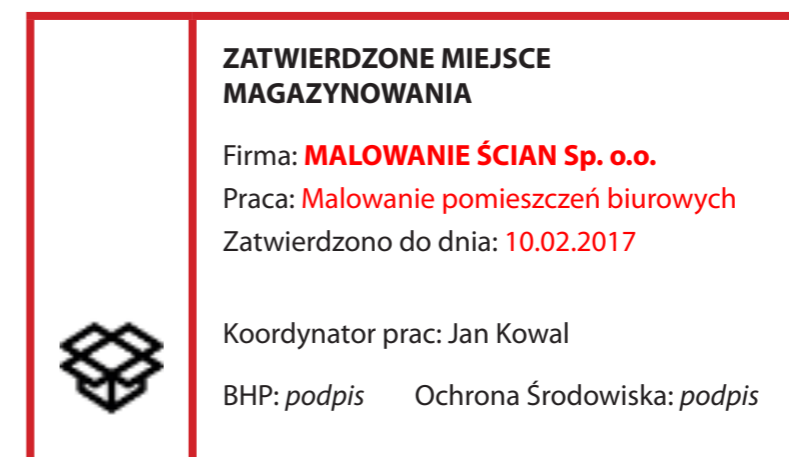 ZATWIERDZONE MIEJSCE
MAGAZYNOWANIA
Firma: MALOWANIE ŚCIAN Sp. o.o.
Praca: Malowanie pomieszczeń biurowych
Zatwierdzono do dnia: 10.02.2017
Koordynator prac: Jan Kowal
BHP: podpis Ochrona Środowiska: podpis